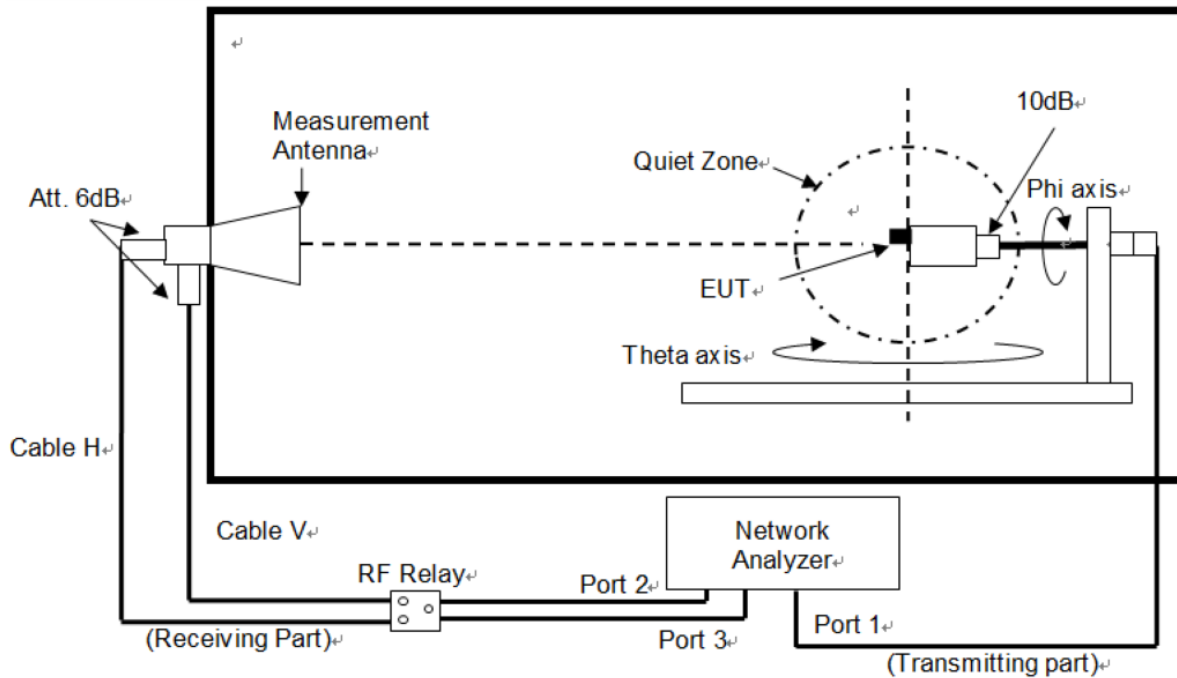 Measurement
Antenna
Att. 6dB
10dB
Quiet Zone
Phi axis
EUT
Theta axis
Cable H
Cable V
RF Relay
Network
Analyzer
Port 2
Port 3
Port 1
(Receiving Part)
(Transmitting part)